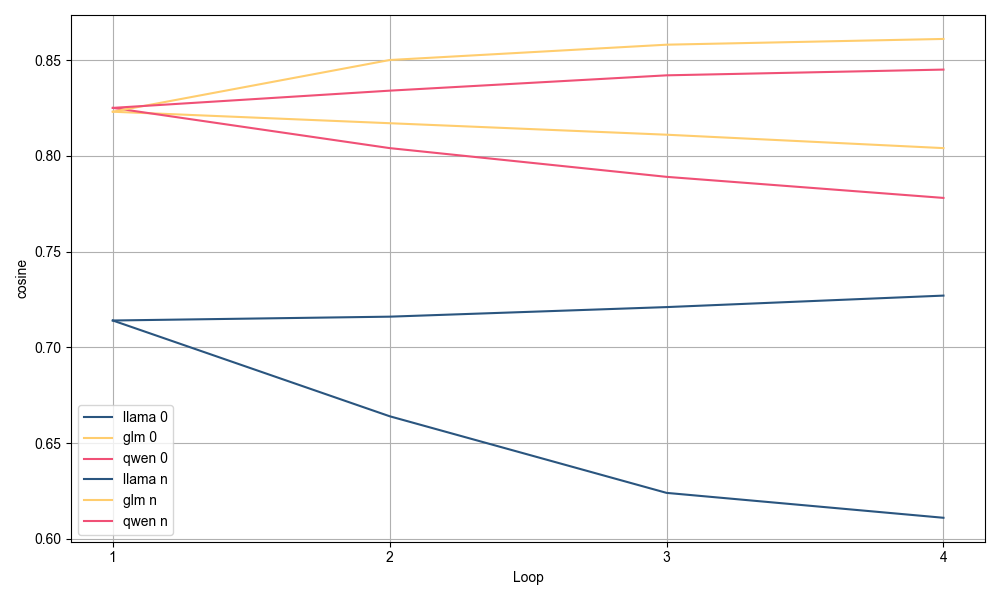 0.85
0.80
0.75
0.70
0.65
0.60
cosine
llama 0
glm 0
qwen 0
llama n
glm n
qwen n
1 2 3 4
Loop